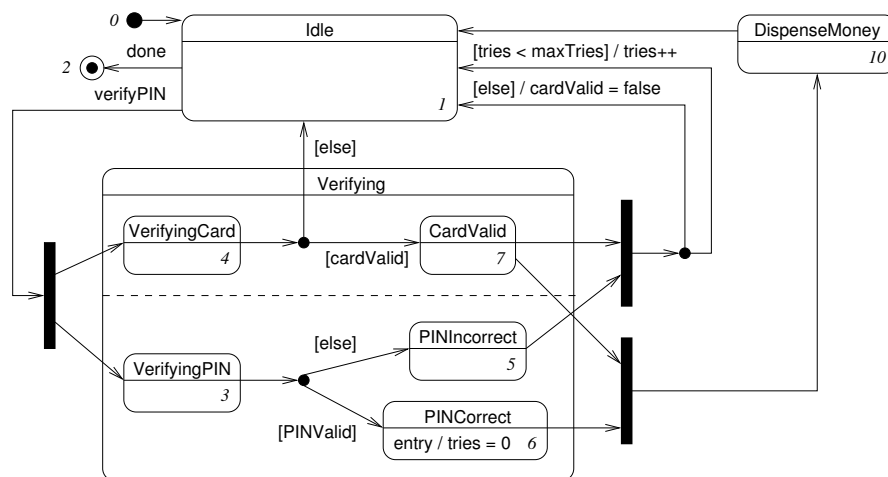 0
Idle
DispenseMoney
done
[tries < maxTries] / tries++
10
2
verifyPIN
[else] / cardValid = false
1
[else]
Verifying
VerifyingCard
CardValid
4
[cardValid]
7
[else]
PINIncorrect
VerifyingPIN
5
3
PINCorrect
[PINValid]
entry / tries = 0 6